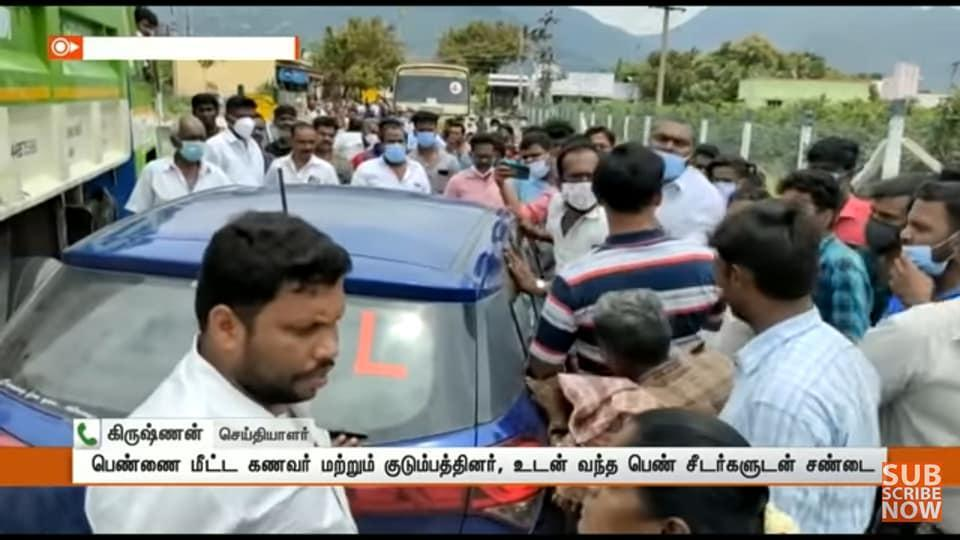 L
கிருஷ்ணன் செய்தியாளர்
பெண்ணை மீட்ட கணவர் மற்றும் குடும்பத்தினர், உடன் வந்த பெண் சீடர்களுடன் சண்டை
SUB
SCRIBE
NOW